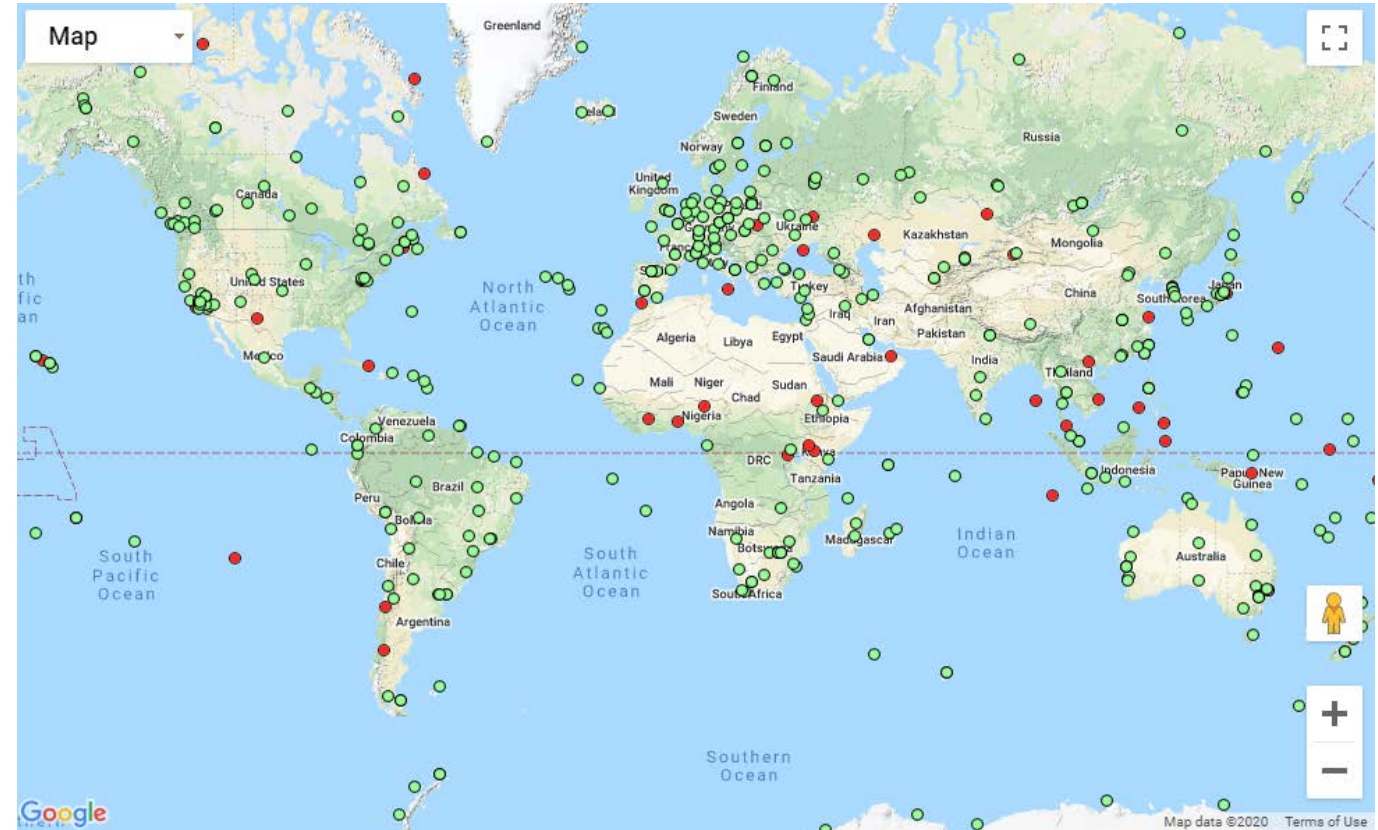 Map
Greenland
Finland
Sweden
Norway
Russia
United
Kingdom
Canada
Ukraine
Kazakhstan
Mongolia
United States
North
Atlantic
Ocean
Turkey
China
South Korea
Japan
Iraq
Iran
Afghanistan
Pakistan
Algeria
Libya
Egypt
Saudi Arabia
India
Mexico
Thailand
Mali
Niger
Chad
Sudan
Nigeria
Ethiopia
Venezuela
Colombia
DRC
Kenya
Tanzania
Indonesia
Papua New
Guinea
Brazil
Peru
Bolivia
Angola
Namibia
Botswana
Madagascar
Indian
Ocean
Australia
South
Pacific
Ocean
South
Atlantic
Ocean
Chile
South Africa
Argentina
Southern
Ocean
Google
Map data ©2020
Terms of Use